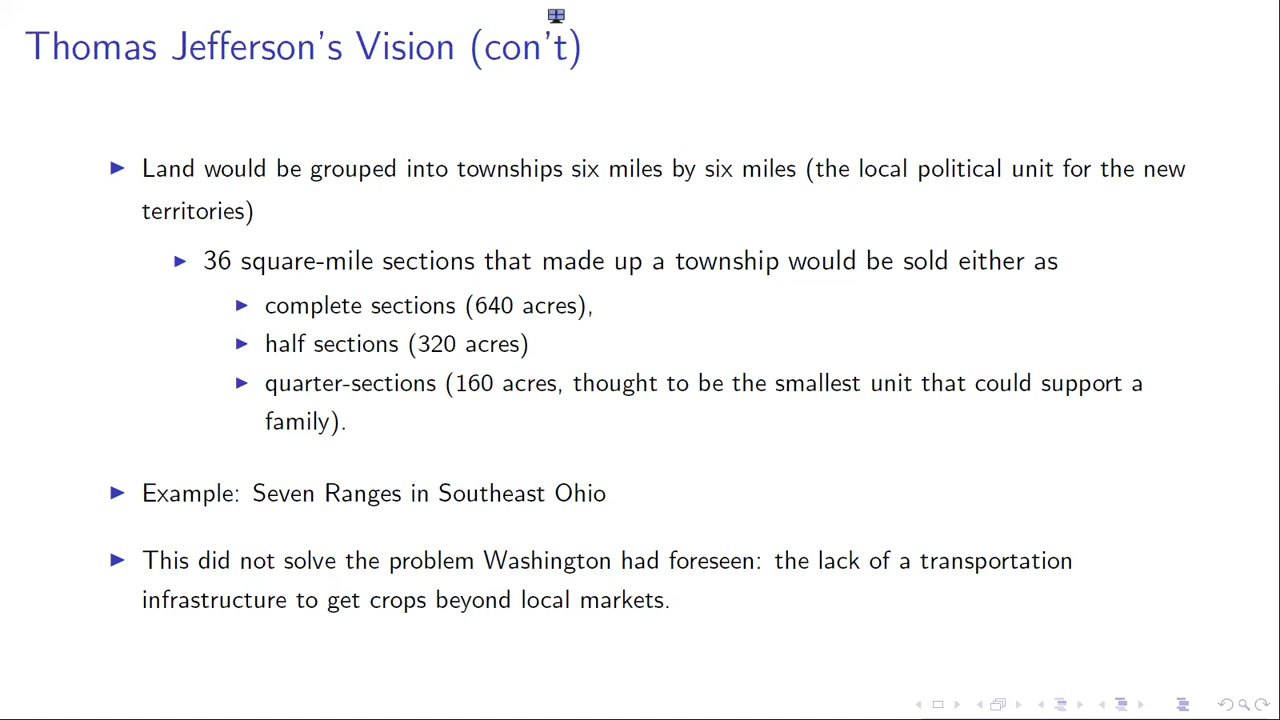 Thomas Jefferson's Vision (con't)
Land would be grouped into townships six miles by six miles (the local political unit for the new
territories)
36 square-mile sections that made up a township would be sold either as
complete sections (640 acres),
half sections (320 acres)
quarter-sections (160 acres, thought to be the smallest unit that could support a
family).
Example: Seven Ranges in Southeast Ohio
This did not solve the problem Washington had foreseen: the lack of a transportation
infrastructure to get crops beyond local markets.